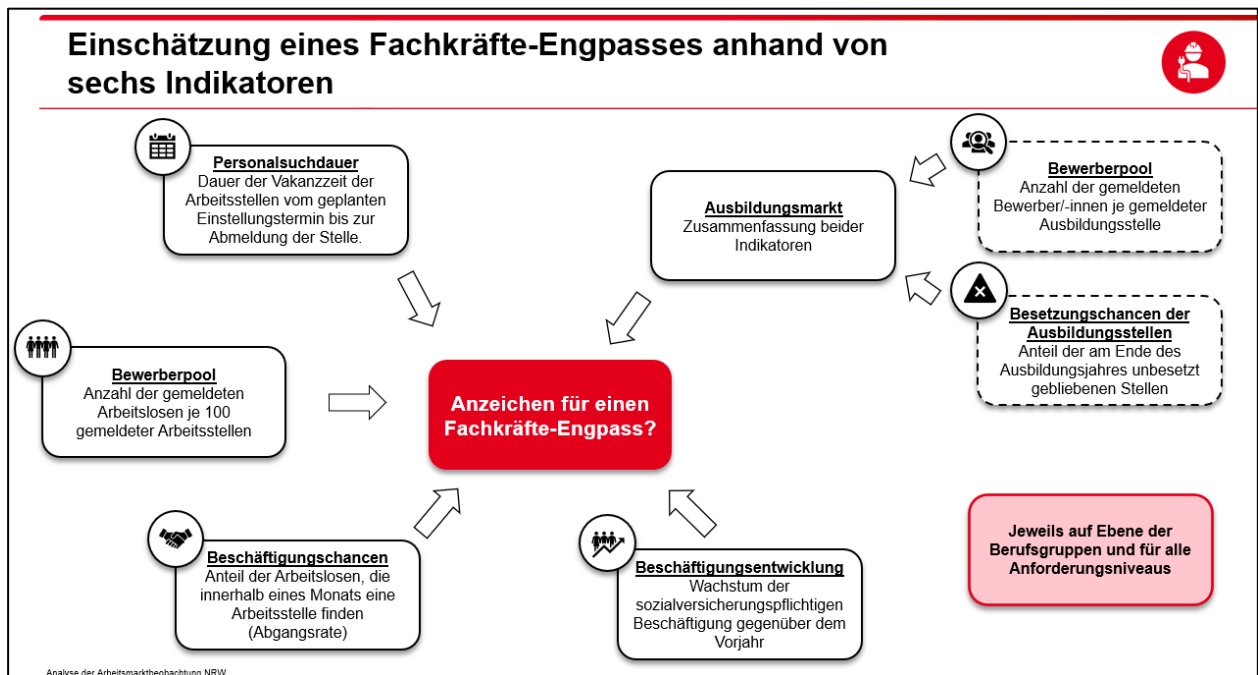 Einschätzung eines Fachkräfte-Engpasses anhand von
sechs Indikatoren
Personalsuchdauer
Dauer der Vakanzzeit der
Arbeitsstellen vom geplanten
Einstellungstermin bis zur
Abmeldung der Stelle.
Bewerberpool
Anzahl der gemeldeten
Arbeitslosen je 100
gemeldeter Arbeitsstellen
Beschäftigungschancen
Anteil der Arbeitslosen, die
innerhalb eines Monats eine
Arbeitsstelle finden
(Abgangsrate)
Anzeichen für einen
Fachkräfte-Engpass?
Ausbildungsmarkt
Zusammenfassung beider
Indikatoren
Bewerberpool
Anzahl der gemeldeten
Bewerber/-innen je gemeldeter
Ausbildungsstelle
Besetzungschancen der
Ausbildungsstellen
Anteil der am Ende des
Ausbildungsjahres unbesetzt
gebliebenen Stellen
Beschäftigungsentwicklung
Wachstum der
sozialversicherungspflichtigen
Beschäftigung gegenüber dem
Vorjahr
Jeweils auf Ebene der
Berufsgruppen und für alle
Anforderungsniveaus
Analyse der Arbeitsmarktbeobachtung NRW